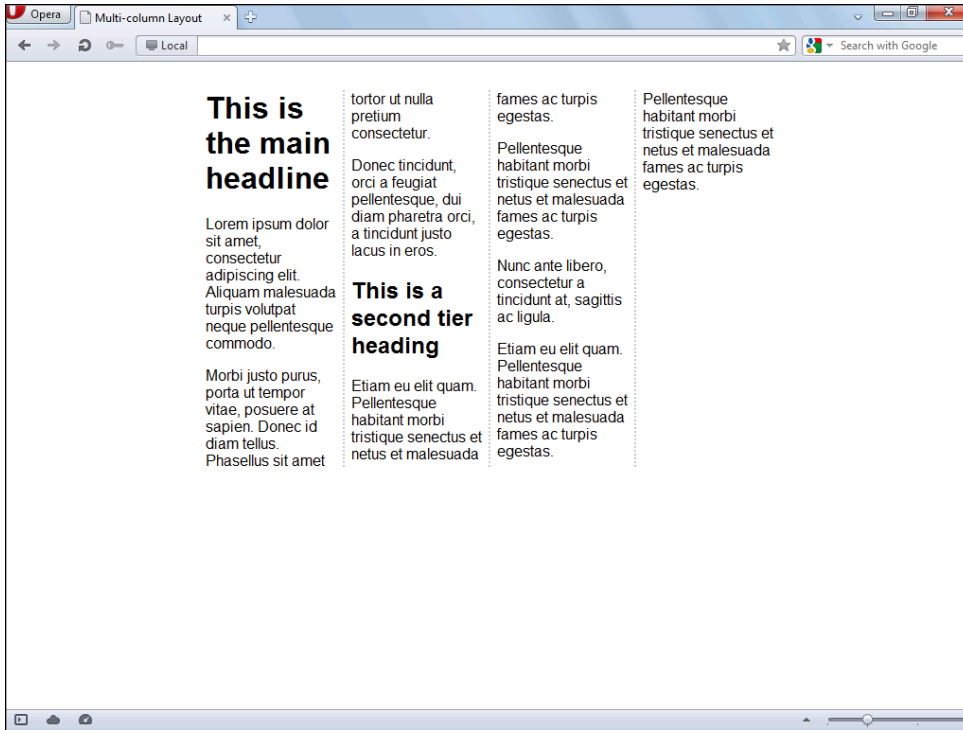 Opera
Multi-column Layout
Local
Search with Google
This is
the main
headline
Lorem ipsum dolor
sit amet,
consectetur
adipiscing elit.
Aliquam malesuada
turpis volutpat
neque pellentesque
commodo.
Morbi justo purus,
porta ut tempor
vitae, posuere at
sapien. Donec id
diam tellus.
Phasellus sit amet
tortor ut nulla
pretium
consectetur.
Donec tincidunt,
orci a feugiat
pellentesque, dui
diam pharetra orci,
a tincidunt justo
lacus in eros.
This is a
second tier
heading
Etiam eu elit quam.
Pellentesque
habitant morbi
tristique senectus et
netus et malesuada
fames ac turpis
egestas.
Pellentesque
habitant morbi
tristique senectus et
netus et malesuada
fames ac turpis
egestas.
Nunc ante libero,
consectetur a
tincidunt at, sagittis
ac ligula.
Etiam eu elit quam.
Pellentesque
habitant morbi
tristique senectus et
netus et malesuada
fames ac turpis
egestas.
Pellentesque
habitant morbi
tristique senectus et
netus et malesuada
fames ac turpis
egestas.